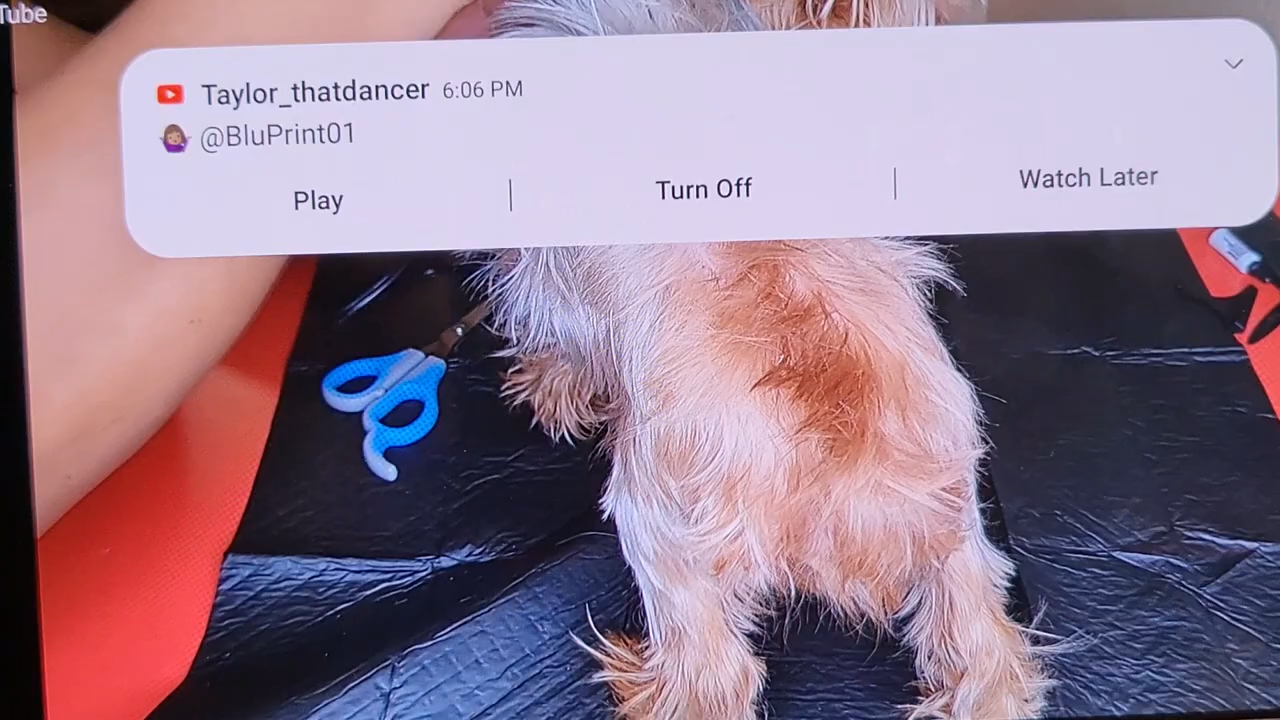 Tube
Taylor_thatdancer 6:06 PM
@BluPrint01
Play | Turn Off | Watch Later